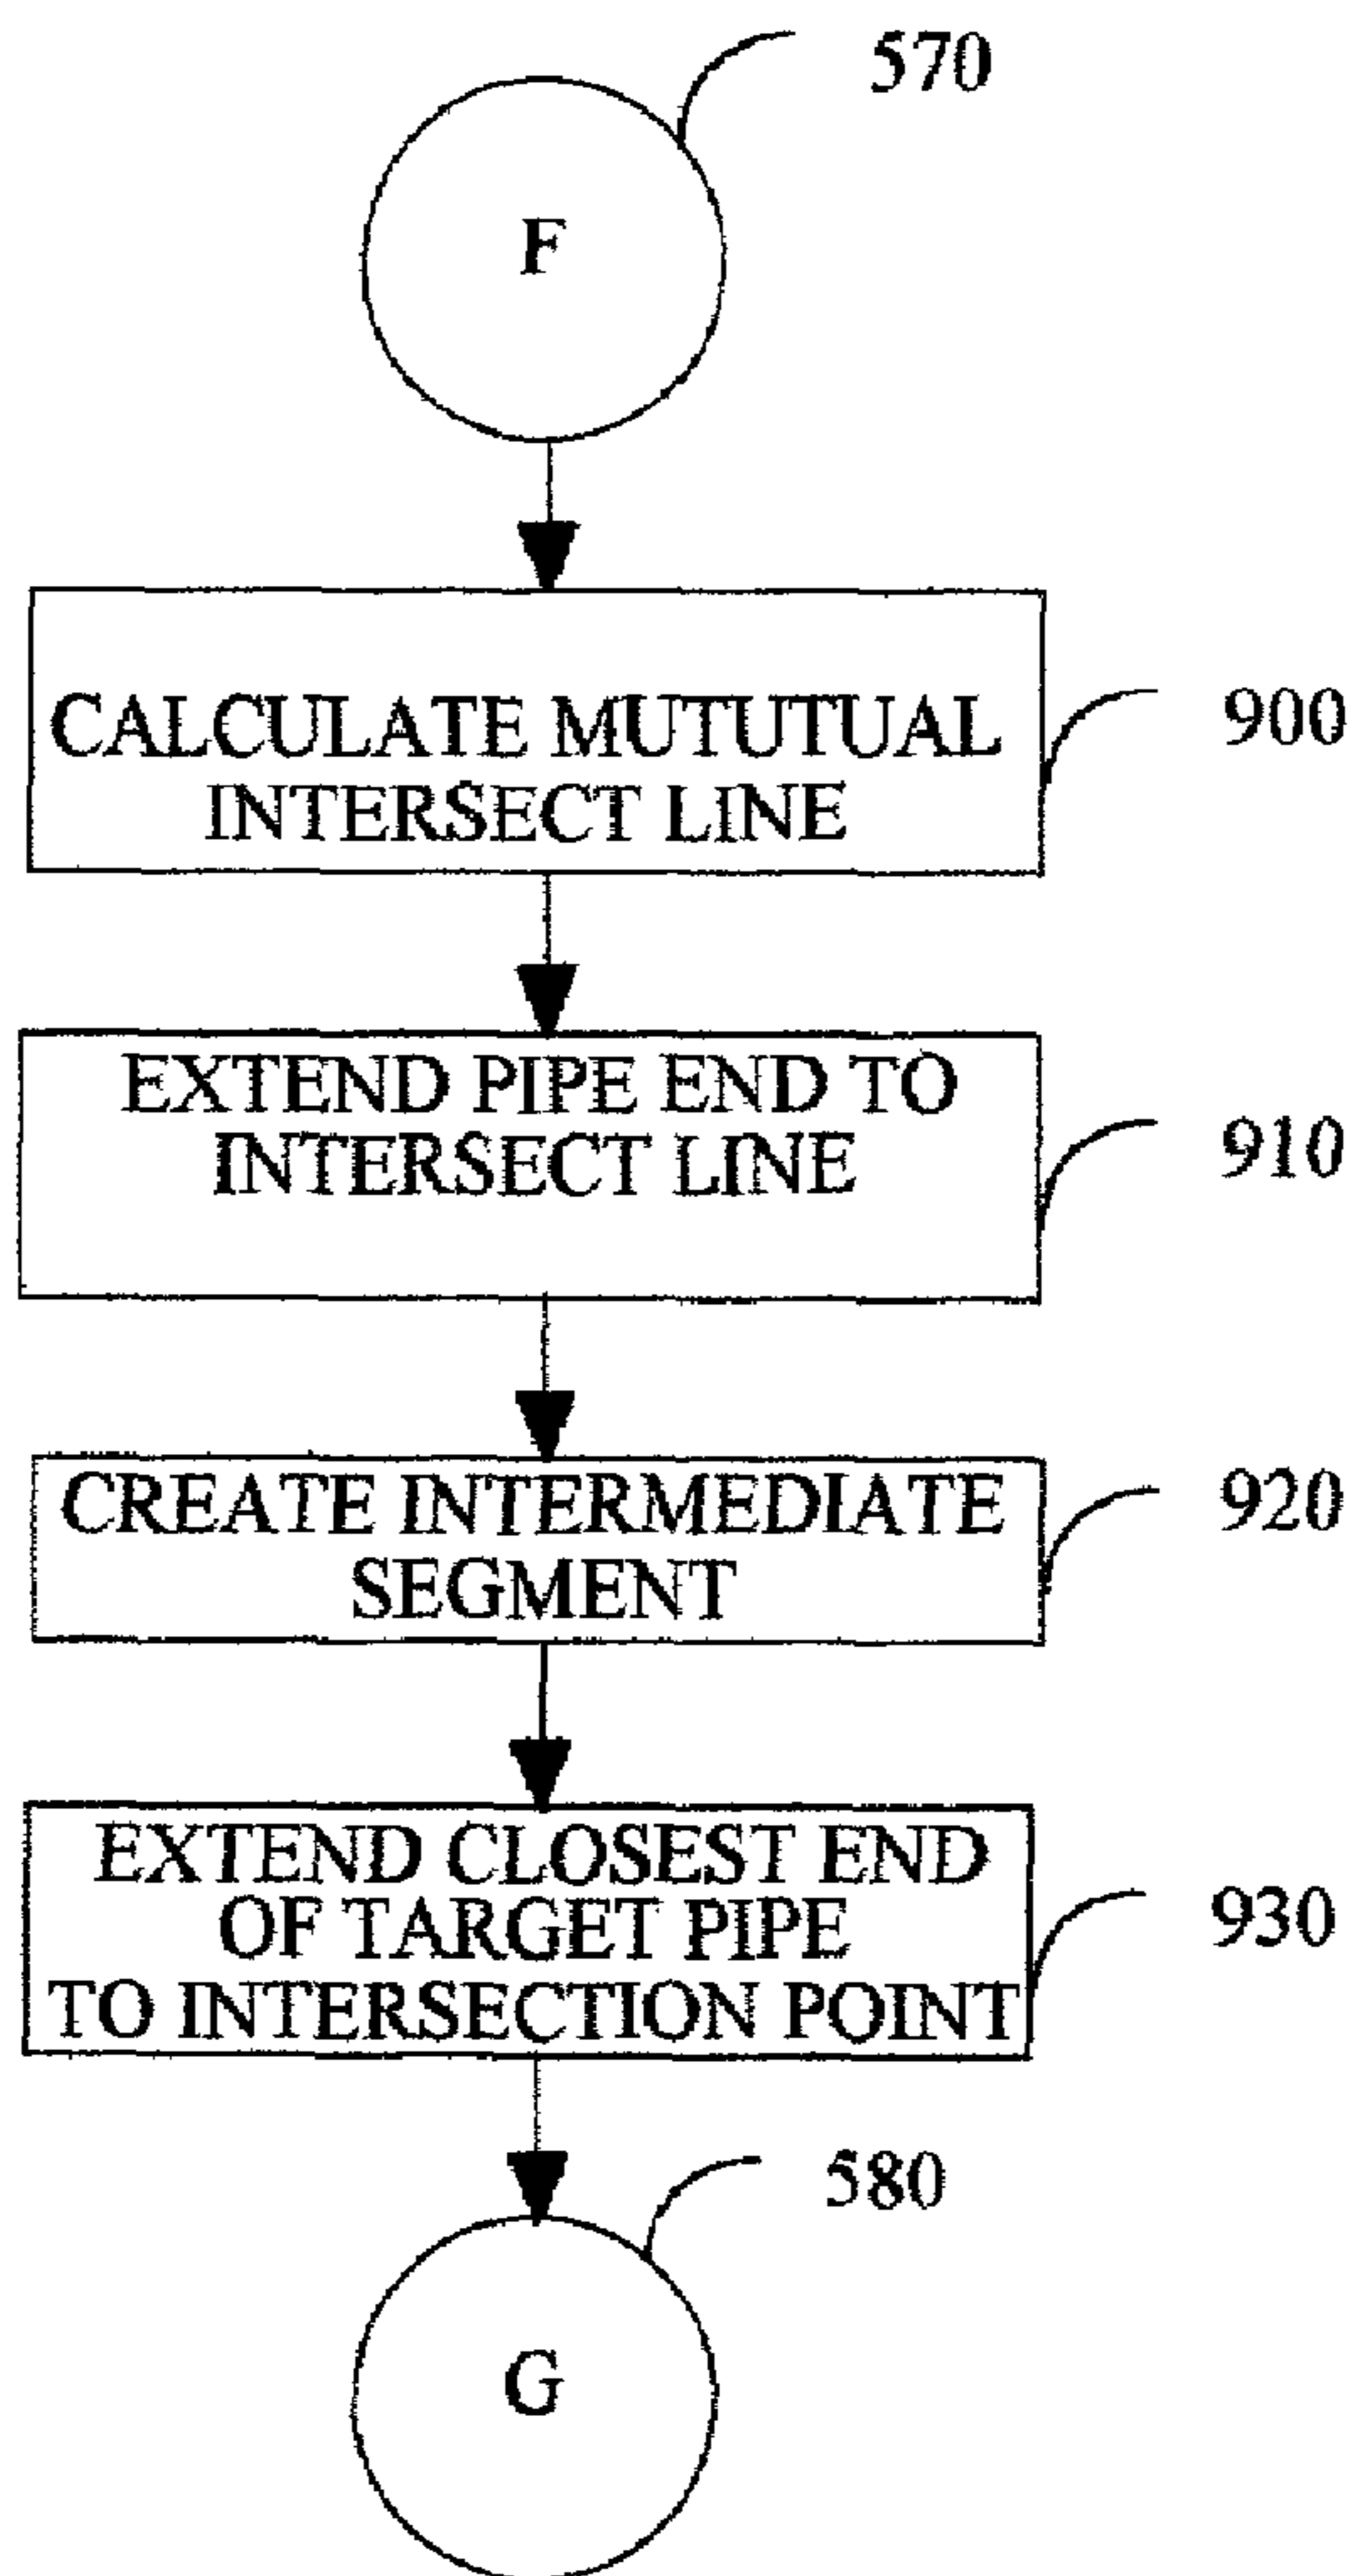 570
F
CALCULATE MUTUTUAL
INTERSECT LINE
900
EXTEND PIPE END TO
INTERSECT LINE
910
CREATE INTERMEDIATE
SEGMENT
920
EXTEND CLOSEST END
OF TARGET PIPE
TO INTERSECTION POINT
930
580
G